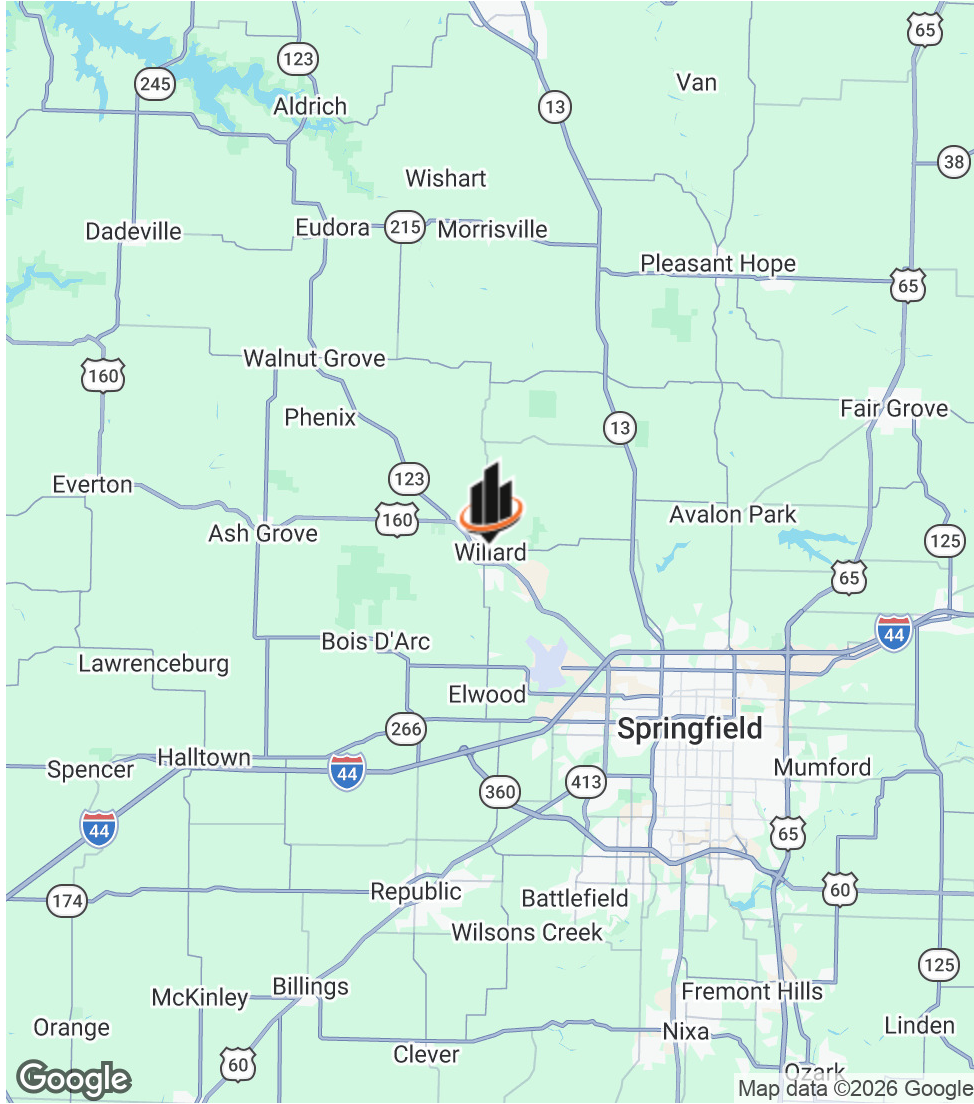 65
123
Van
245
Aldrich
13
38
Wishart
Dadeville
Eudora
215
Morrisville
Pleasant Hope
65
Walnut Grove
160
Fair Grove
Phenix
13
123
Everton
Avalon Park
160
Ash Grove
125
Willard
65
44
Bois D'Arc
Lawrenceburg
Elwood
Springfield
266
Halltown
Spencer
Mumford
44
413
360
44
65
Republic
60
Battlefield
174
Wilsons Creek
125
Billings
Fremont Hills
McKinley
Orange
Linden
Nixa
Clever
60
Ozark
Google
Map data ©2026 Google